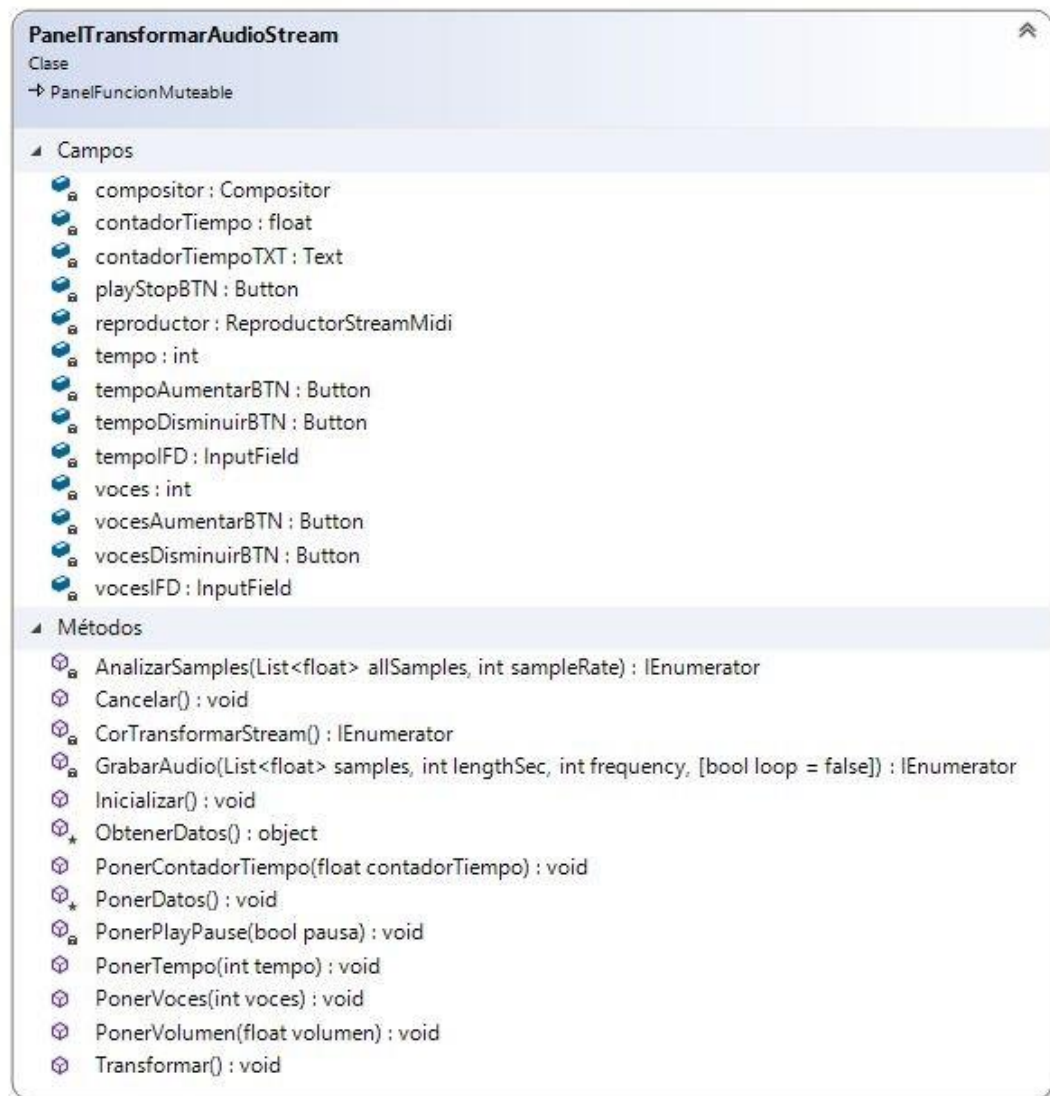 PanelTransformarAudioStream
Clase
PanelFuncionMuteable
Campos
compositor : Compositor
contadorTiempo : float
contadorTiempoTXT : Text
playStopBTN : Button
reproductor : ReproductorStreamMidi
tempo : int
tempoAumentarBTN : Button
tempoDisminuirBTN : Button
tempoIFD : InputField
voces : int
vocesAumentarBTN : Button
vocesDisminuirBTN : Button
vocesIFD : InputField
Métodos
AnalizarSamples(List<float> allSamples, int sampleRate) : IEnumerator
Cancelar() : void
CorTransformarStream() : IEnumerator
GrabarAudio(List<float> samples, int lengthSec, int frequency, [bool loop = false]) : IEnumerator
Inicializar() : void
ObtenerDatos() : object
PonerContadorTiempo(float contadorTiempo) : void
PonerDatos() : void
PonerPlayPause(bool pausa) : void
PonerTempo(int tempo) : void
PonerVoces(int voces) : void
PonerVolumen(float volumen) : void
Transformar() : void